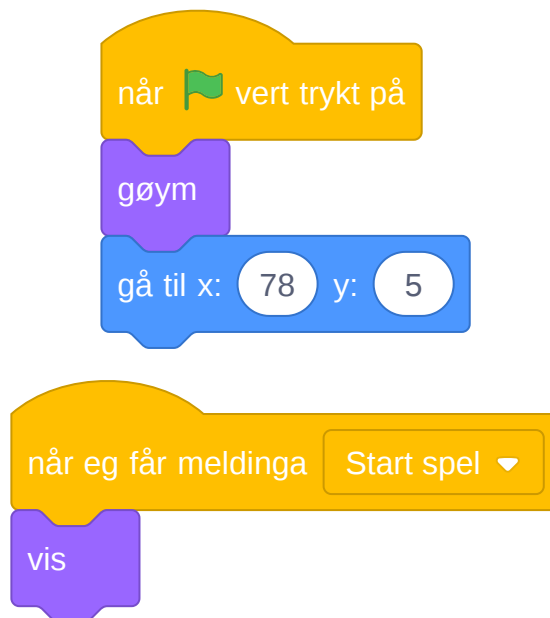 når vert trykt på
gøym
gå til x: 78 y: 5
når eg får meldinga Start spel
vis